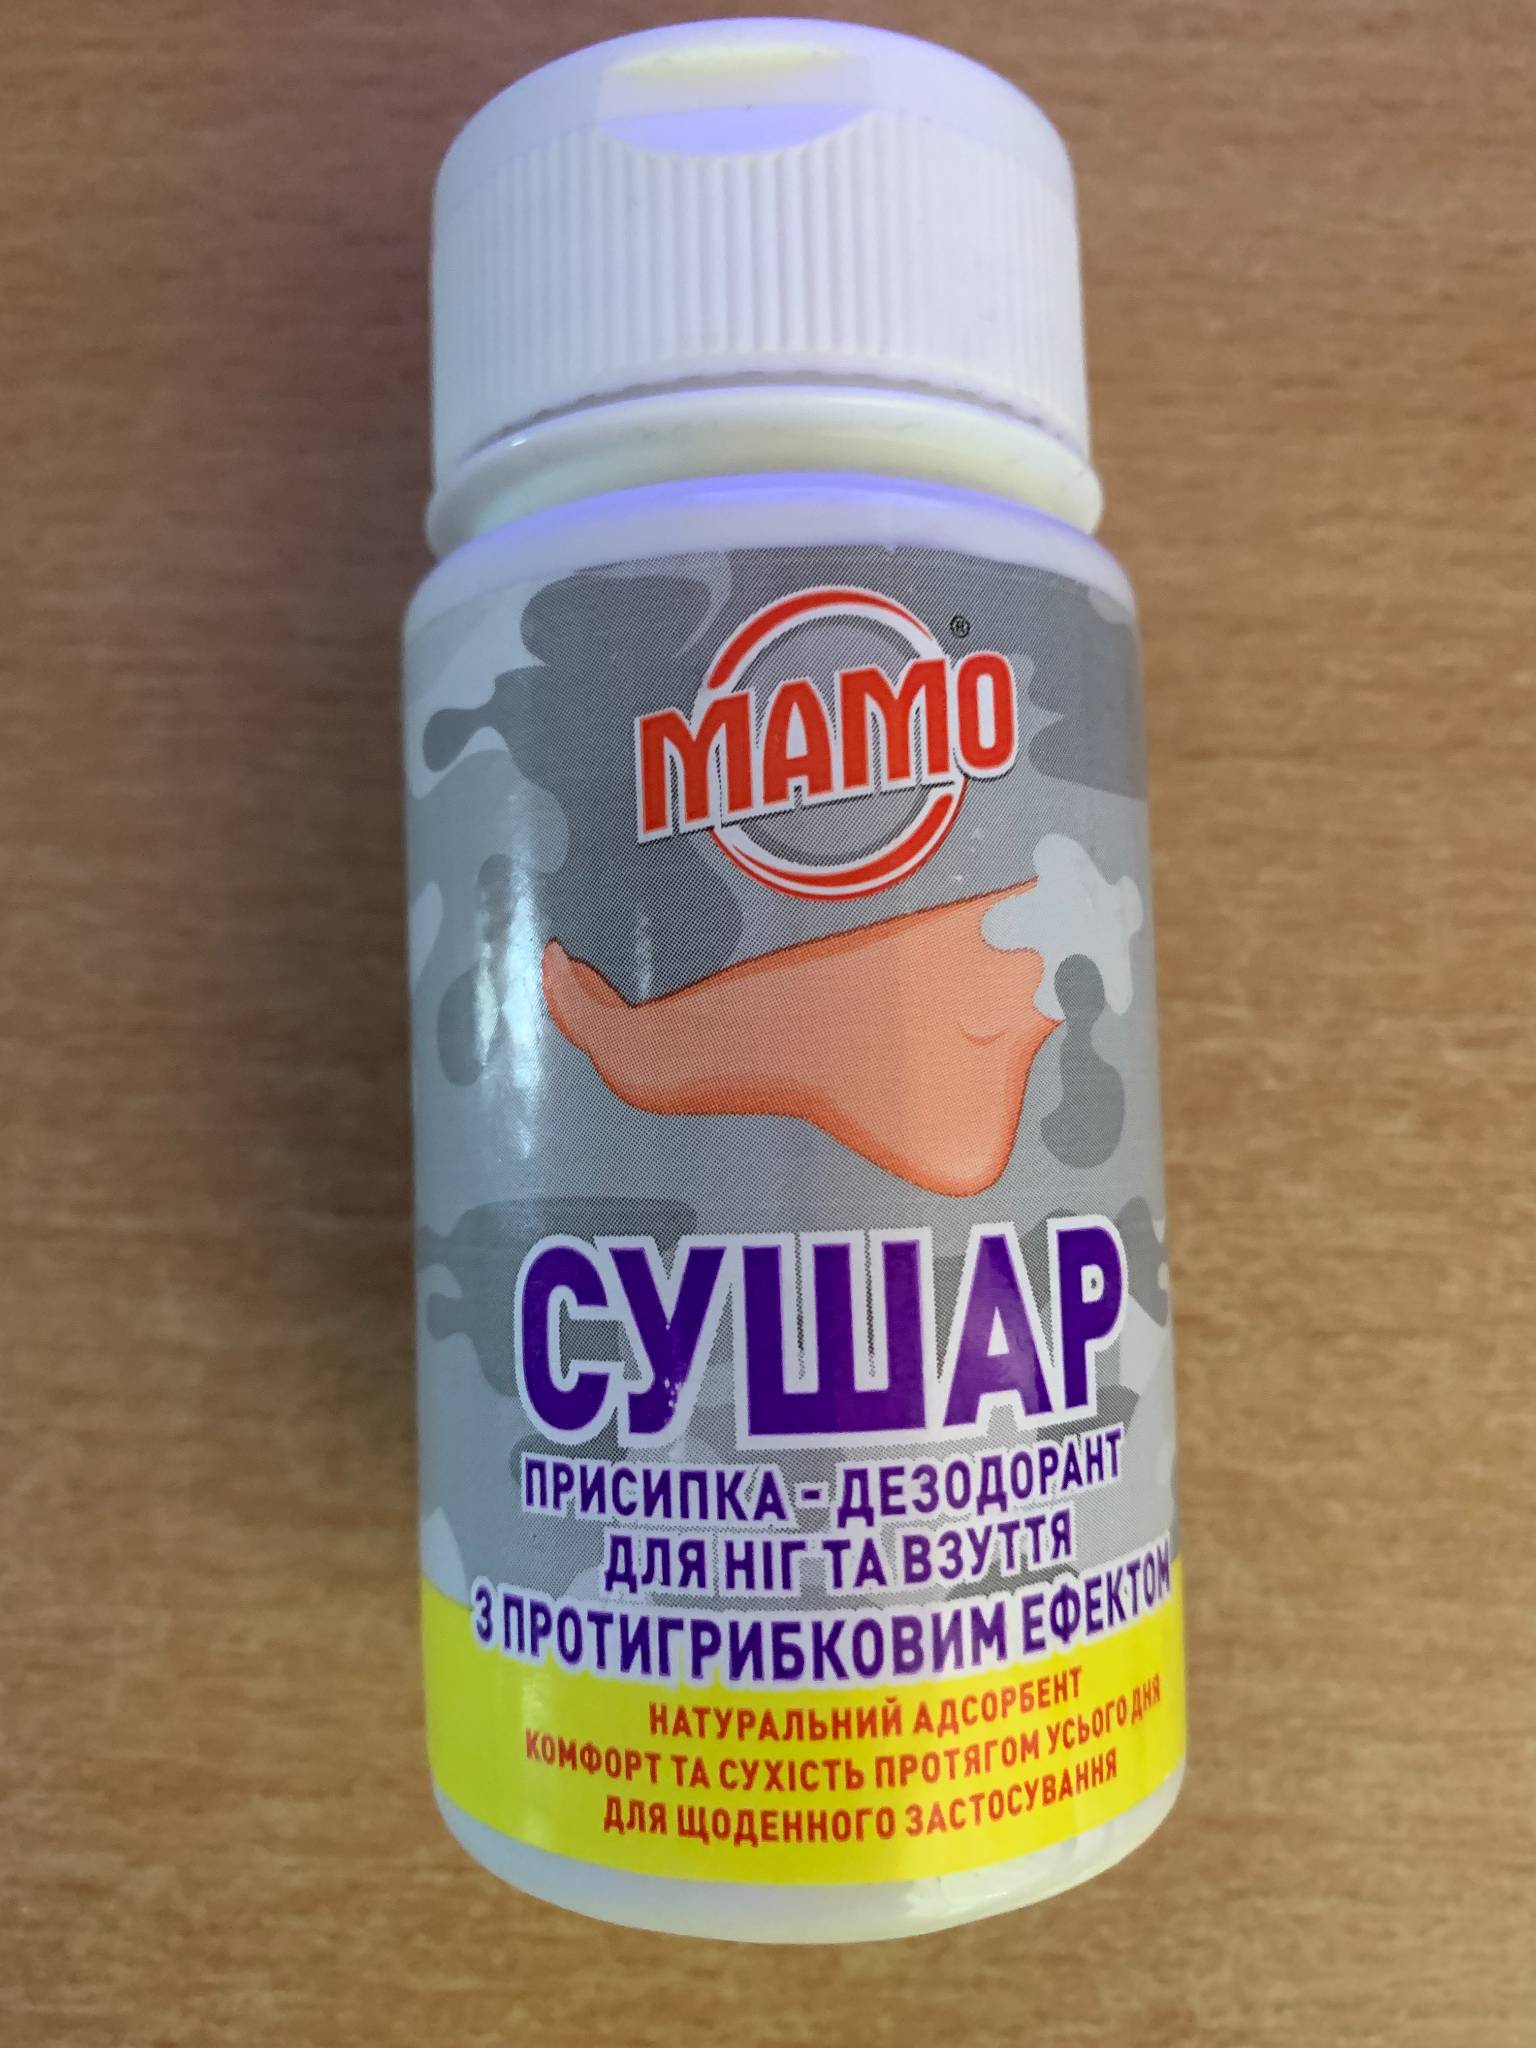 МАМО®
СУШАР
ПРИСИПКА - ДЕЗОДОРАНТ
ДЛЯ НІГ ТА ВЗУТТЯ
З ПРОТИГРИБКОВИМ ЕФЕКТОМ
НАТУРАЛЬНИЙ АДСОРБЕНТ
КОМФОРТ ТА СУХІСТЬ ПРОТЯГОМ УСЬОГО ДНЯ
ДЛЯ ЩОДЕННОГО ЗАСТОСУВАННЯ